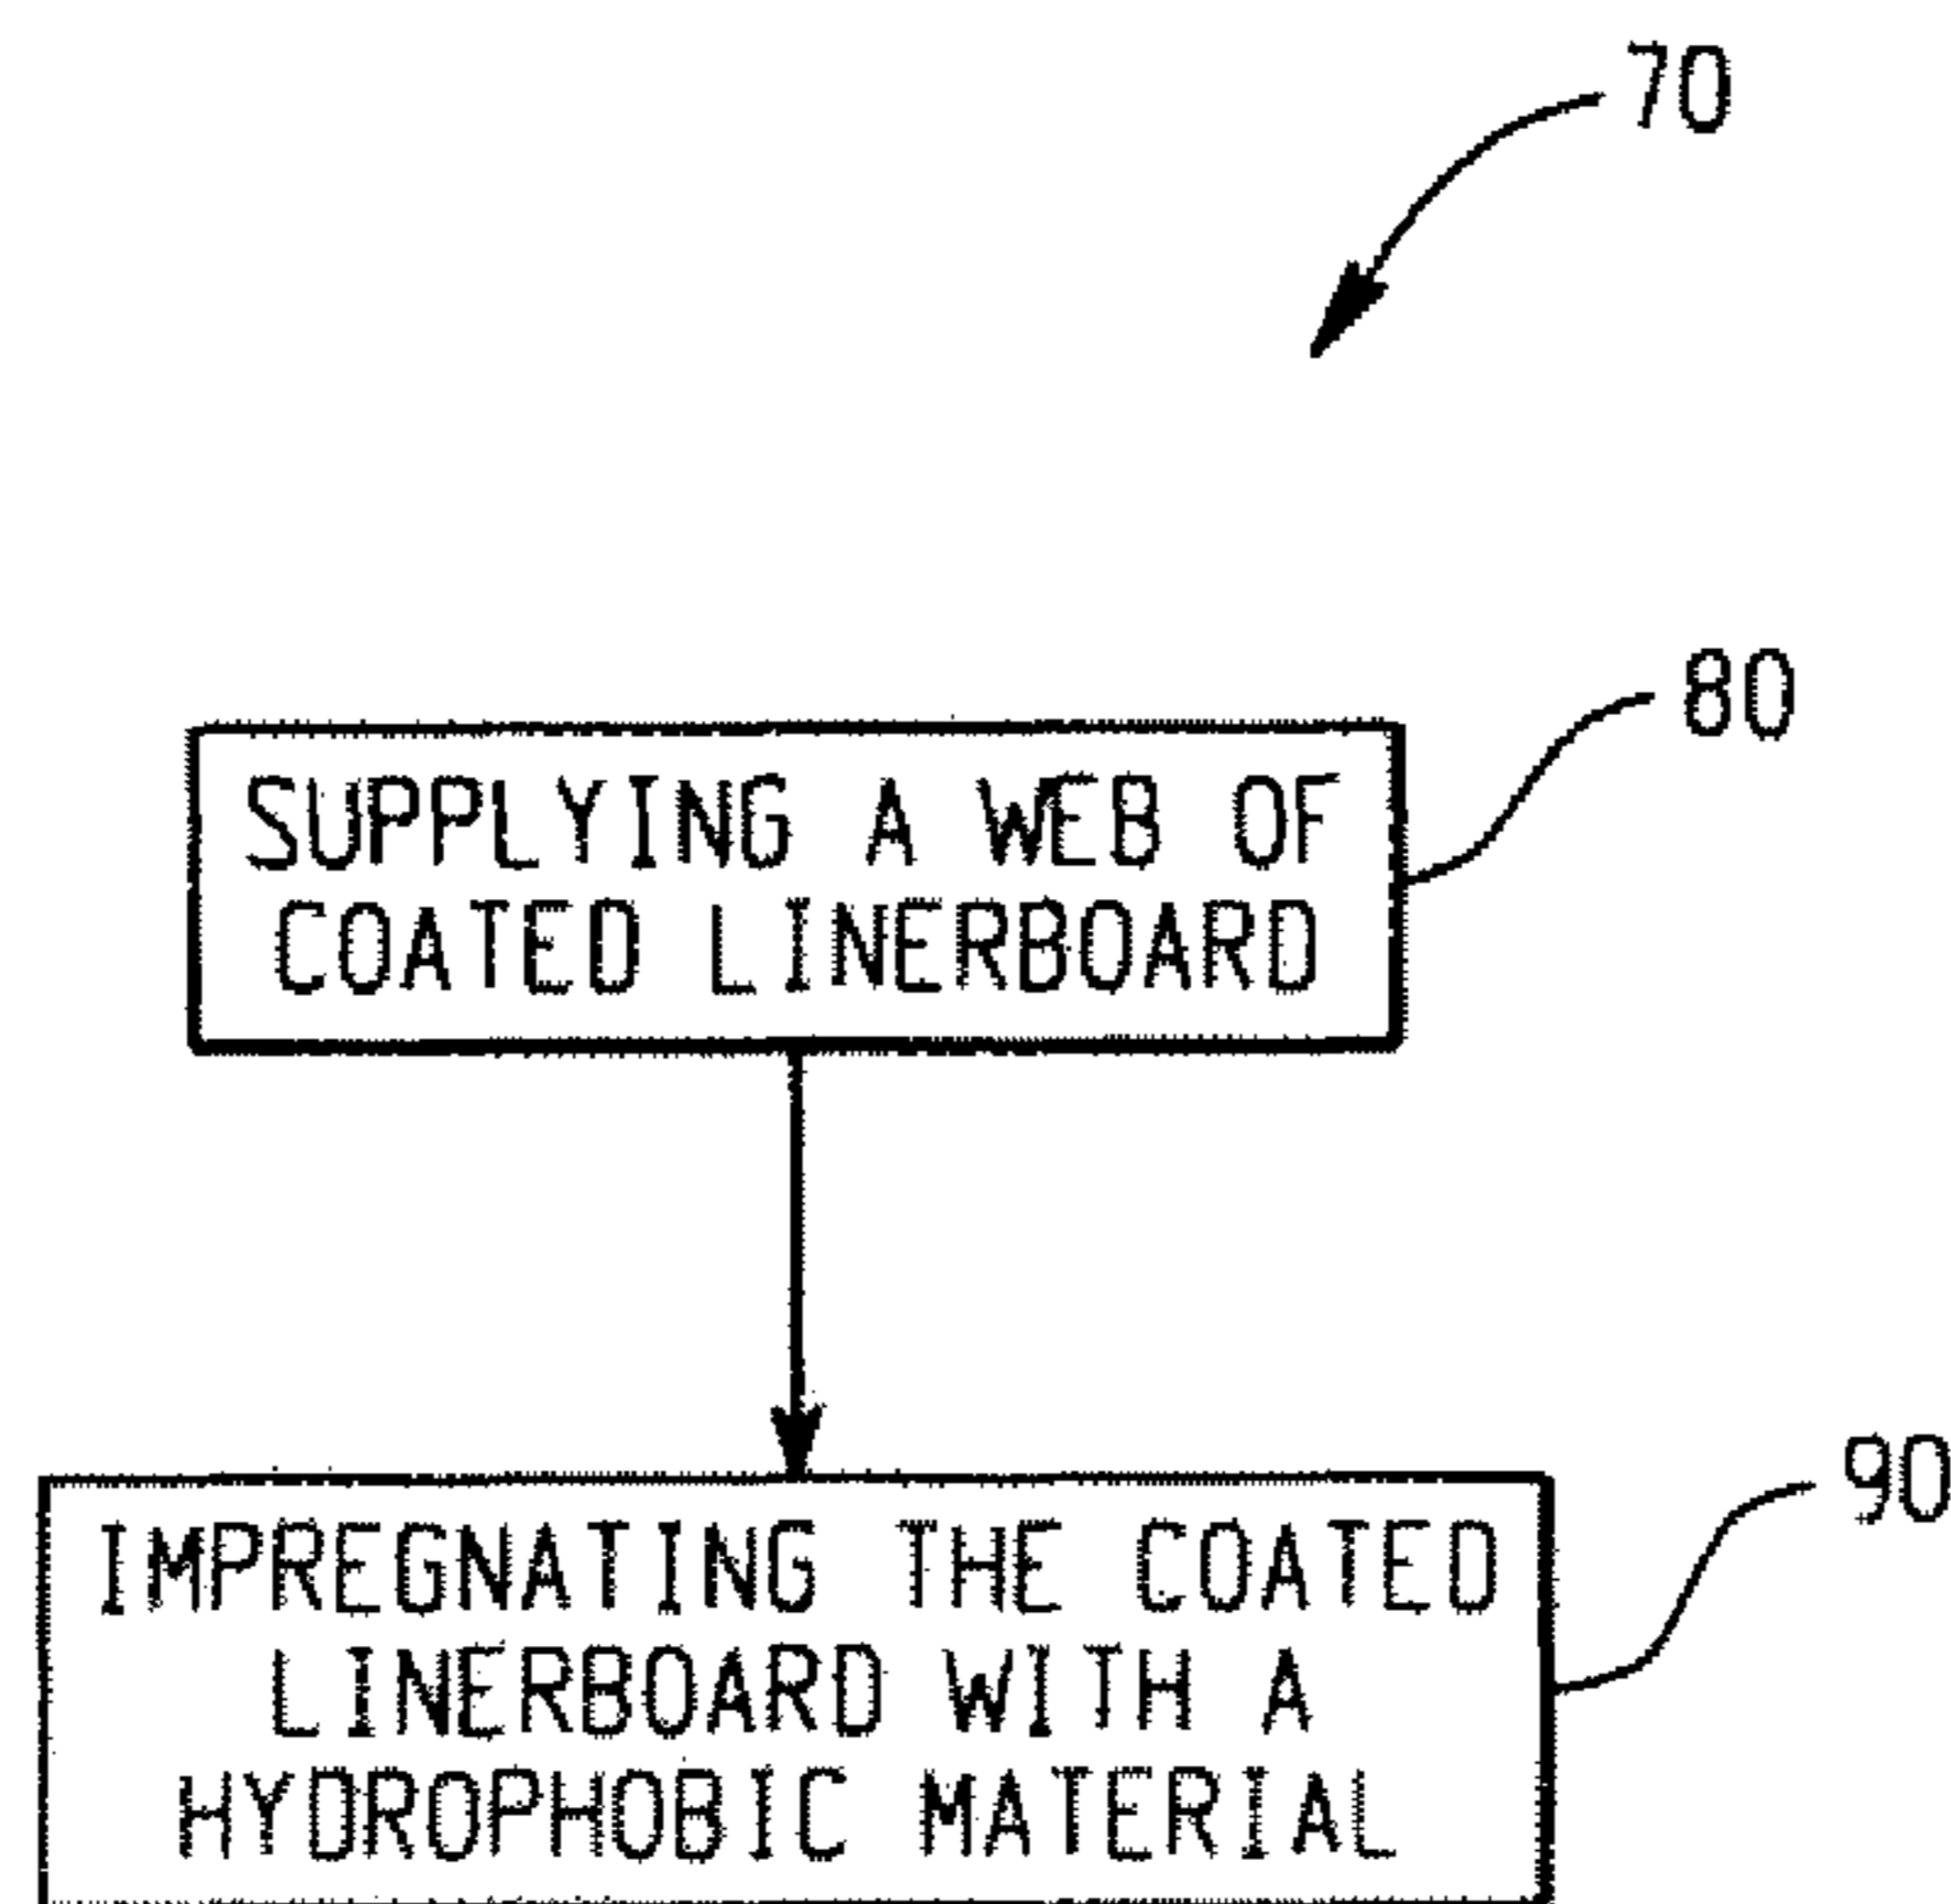 70
80
SUPPLYING A WEB OF
COATED LINERBOARD
90
IMPREGNATING THE COATED
LINERBOARD WITH A
HYDROPHOBIC MATERIAL